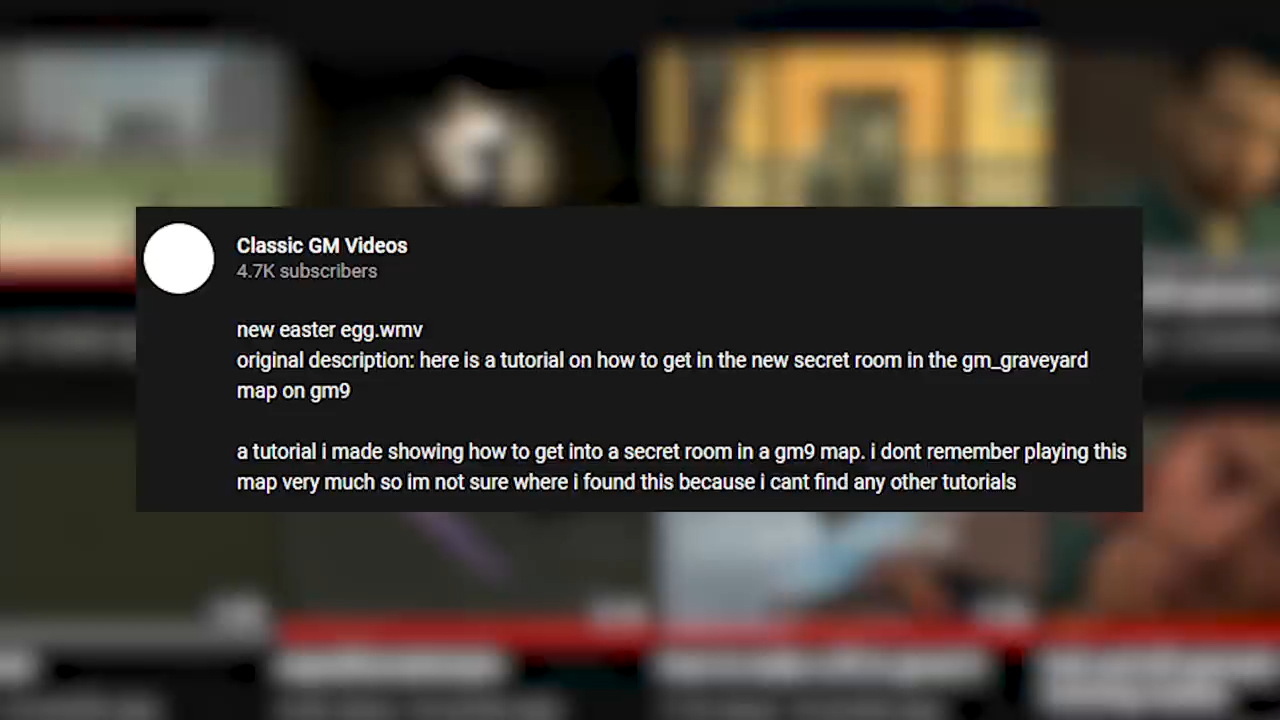 Classic GM Videos
4.7K subscribers
new easter egg.wmv
original description: here is a tutorial on how to get in the new secret room in the gm_graveyard
map on gm9
a tutorial i made showing how to get into a secret room in a gm9 map. i dont remember playing this
map very much so im not sure where i found this because i cant find any other tutorials